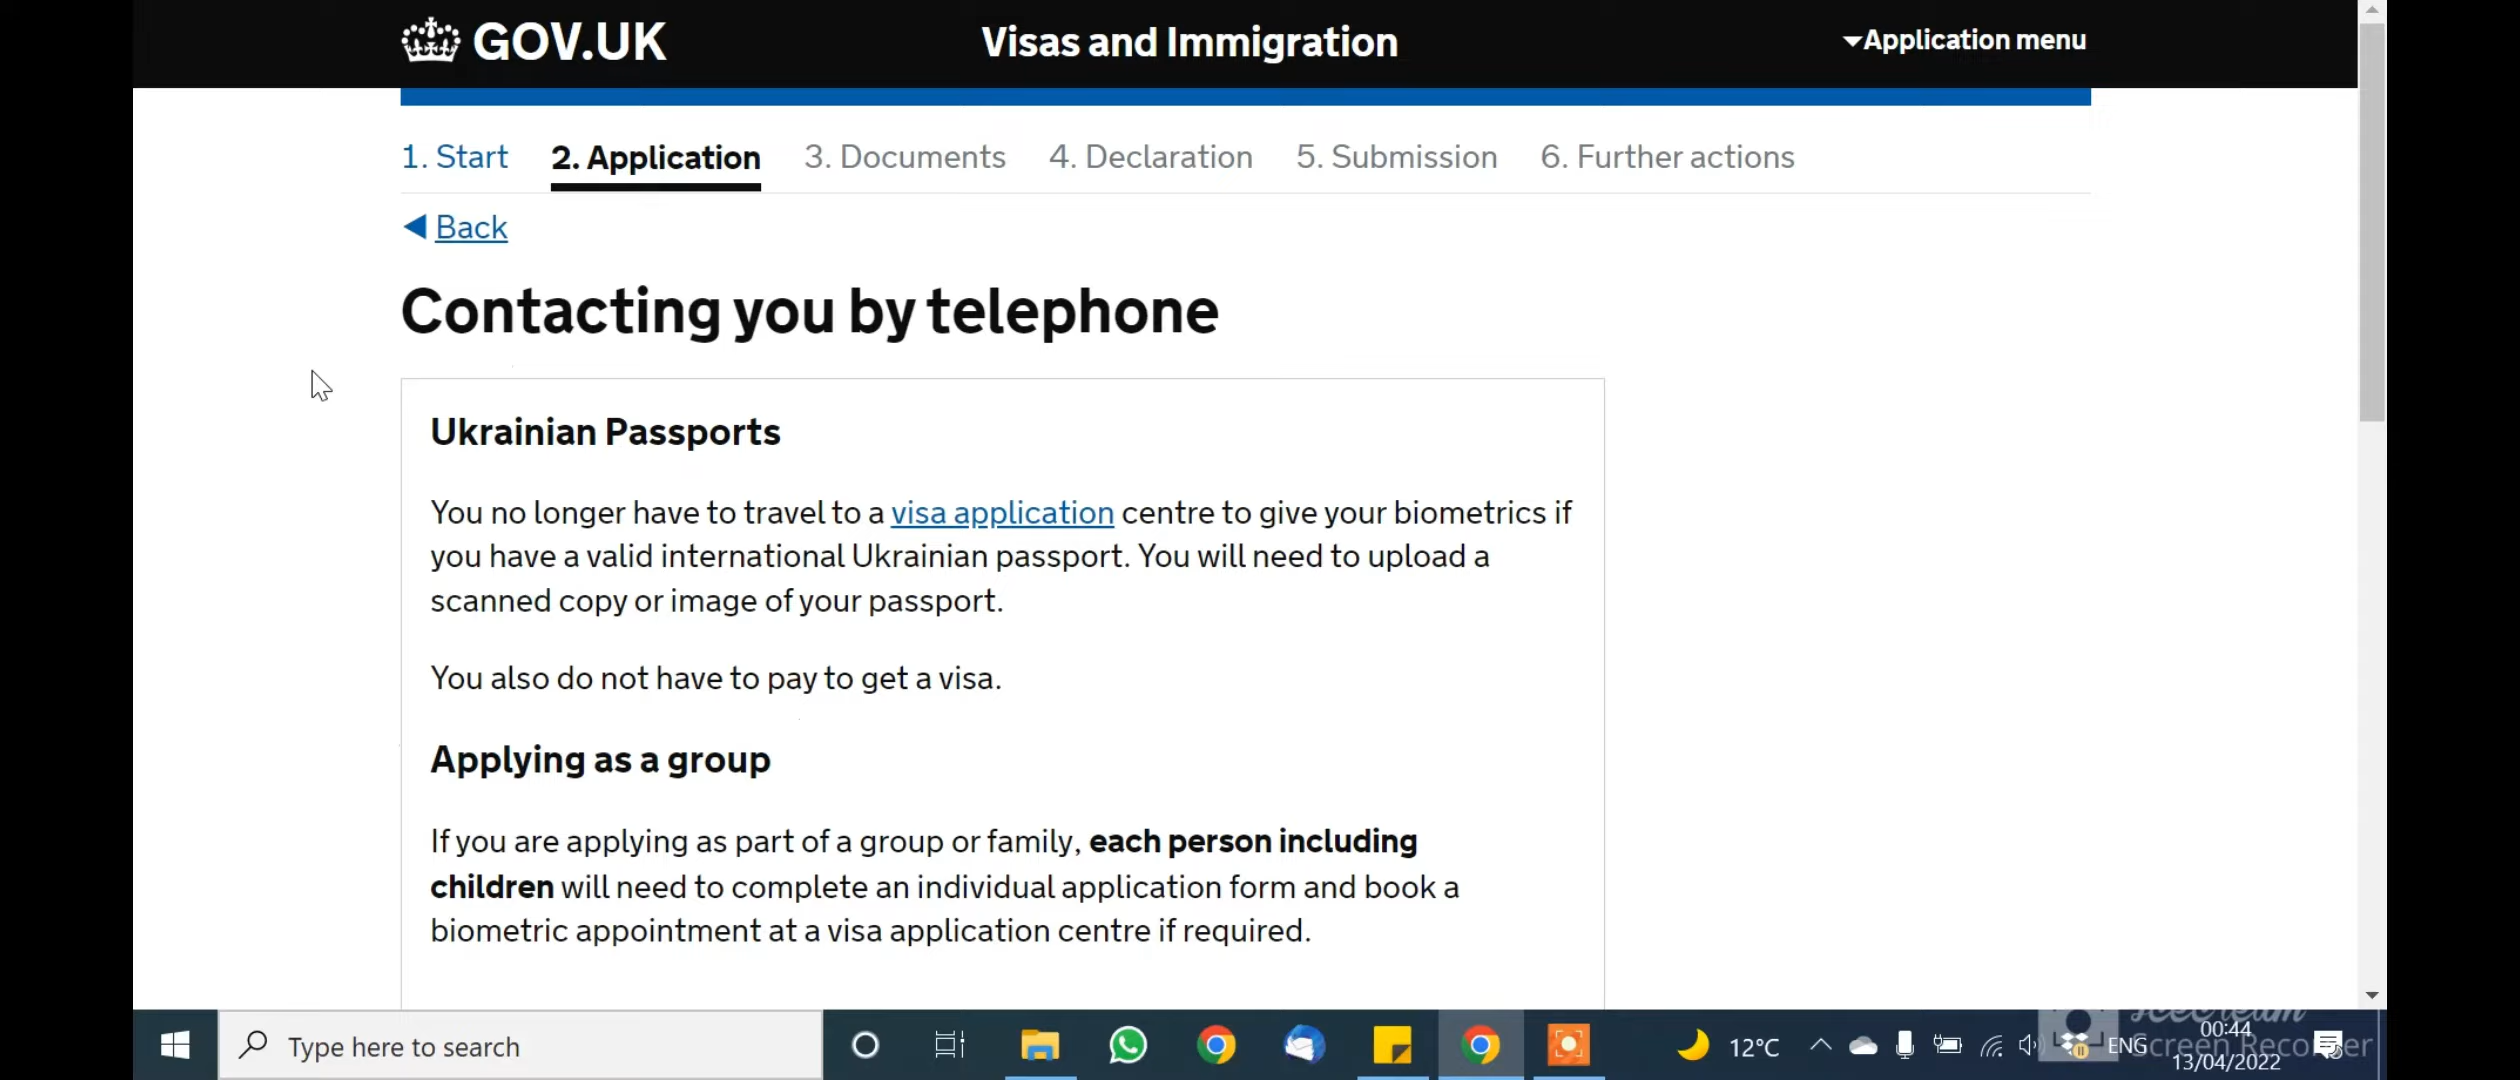 GOV.UK
Visas and Immigration
Application menu
1. Start
2. Application
3. Documents
4. Declaration
5. Submission
6. Further actions
Back
Contacting you by telephone
Ukrainian Passports
You no longer have to travel to a visa application centre to give your biometrics if
you have a valid international Ukrainian passport. You will need to upload a
scanned copy or image of your passport.
You also do not have to pay to get a visa.
Applying as a group
If you are applying as part of a group or family, each person including
children will need to complete an individual application form and book a
biometric appointment at a visa application centre if required.
Type here to search
12°C
ENG
00:44
13/04/2022
Icecream
Screen Recorder